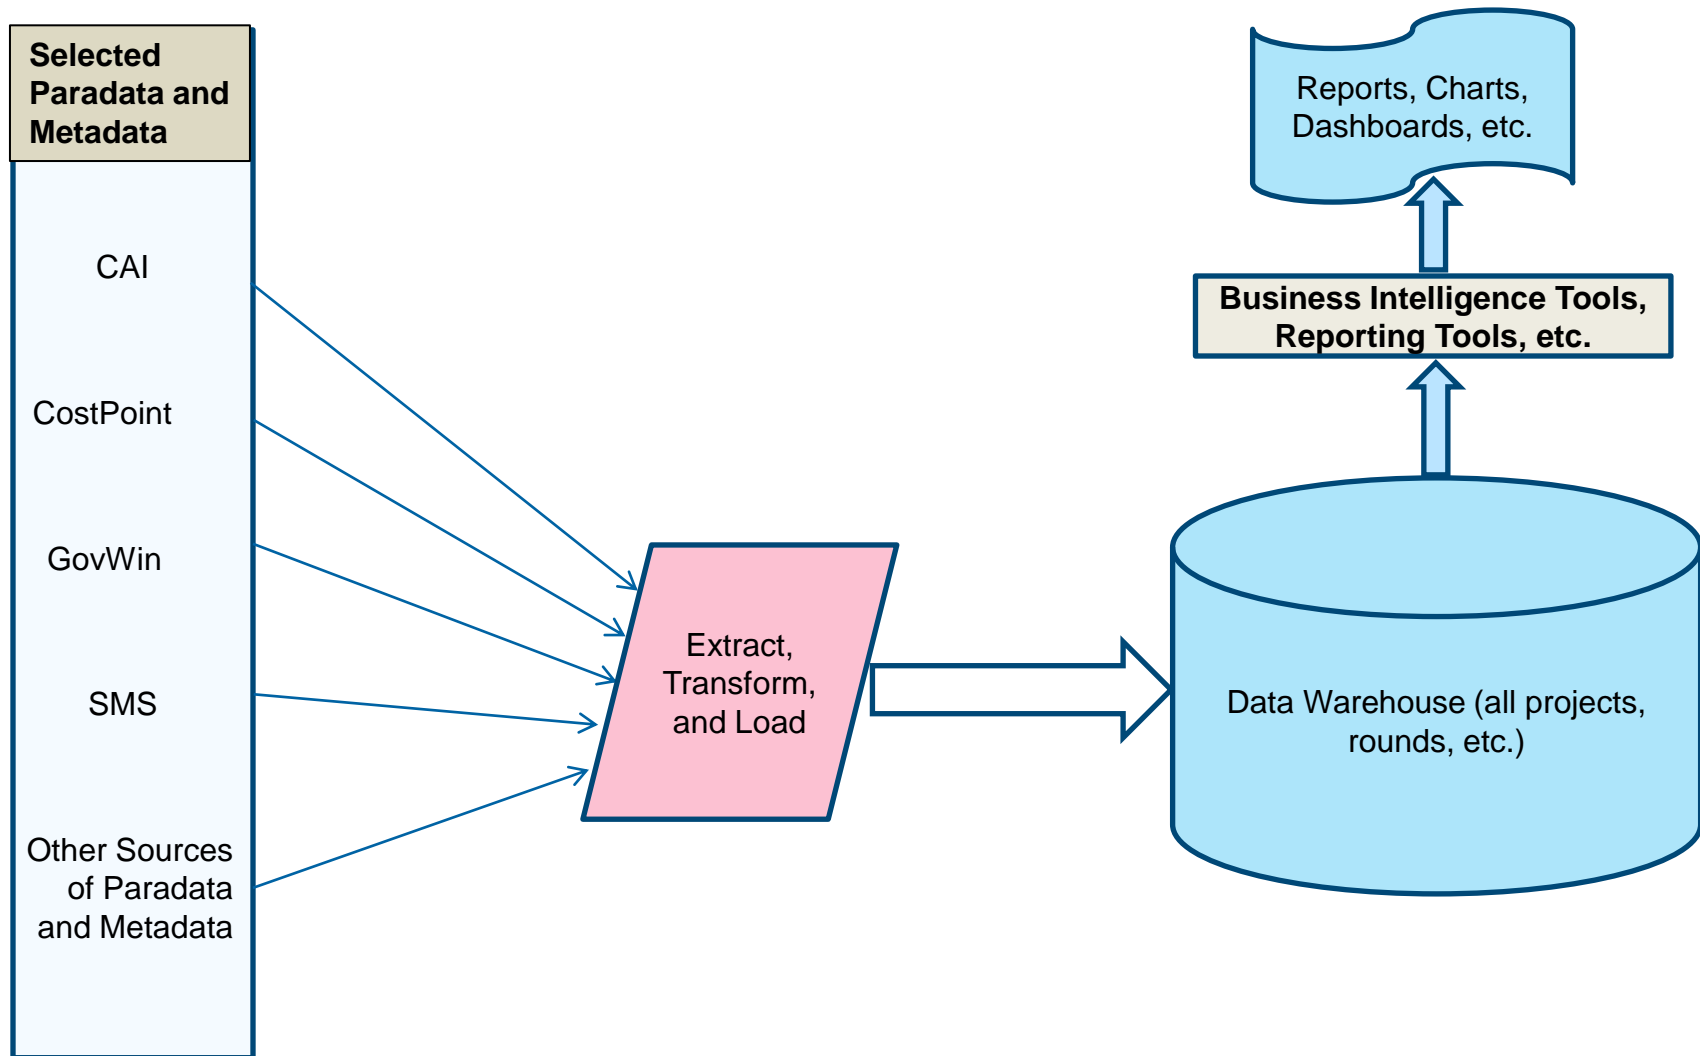 Selected
Paradata and
Metadata
CAI
CostPoint
GovWin
SMS
Other Sources
of Paradata
and Metadata
Extract,
Transform,
and Load
Data Warehouse (all projects,
rounds, etc.)
Business Intelligence Tools,
Reporting Tools, etc.
Reports, Charts,
Dashboards, etc.